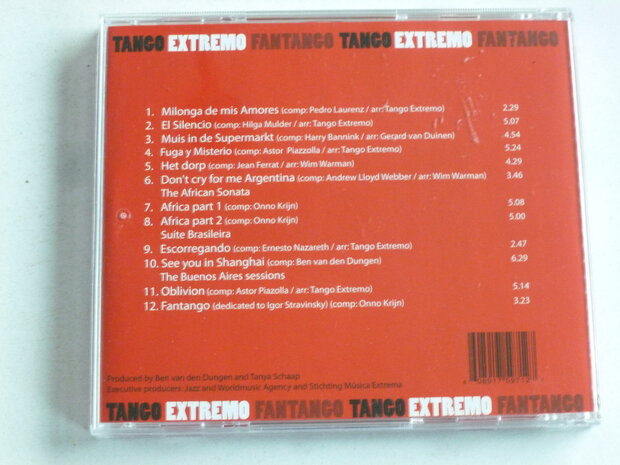 TANGO EXTREMO FANTANGO TANGO EXTREMO FANTANGO
1. Milonga de mis Amores (comp: Pedro Laurenz / arr: Tango Extremo) 2.29
2. El Silencio (comp: Hilga Mulder / arr: Tango Extremo) 5.07
3. Muis in de Supermarkt (comp: Harry Bannink / arr: Gerard van Duinen) 4.54
4. Fuga y Misterio (comp: Astor Piazzolla / arr: Tango Extremo) 5.24
5. Het dorp (comp: Jean Ferrat / arr: Wim Warman) 4.29
6. Don't cry for me Argentina (comp: Andrew Lloyd Webber / arr: Wim Warman) 3.46
The African Sonata
7. Africa part 1 (comp: Onno Krijn) 5.08
8. Africa part 2 (comp: Onno Krijn) 5.00
Suite Brasileira
9. Escorregando (comp: Ernesto Nazareth / arr: Tango Extremo) 2.47
10. See you in Shanghai (comp: Ben van den Dungen) 6.29
The Buenos Aires sessions
11. Oblivion (comp: Astor Piazolla / arr: Tango Extremo) 5.14
12. Fantango (dedicated to Igor Stravinsky) (comp: Onno Krijn) 3.23
Produced by Ben van den Dungen and Tanya Schaap
Executive producers: Jazz and Worldmusic Agency and Stichting Música Extrema
TANGO EXTREMO FANTANGO TANGO EXTREMO FANTANGO